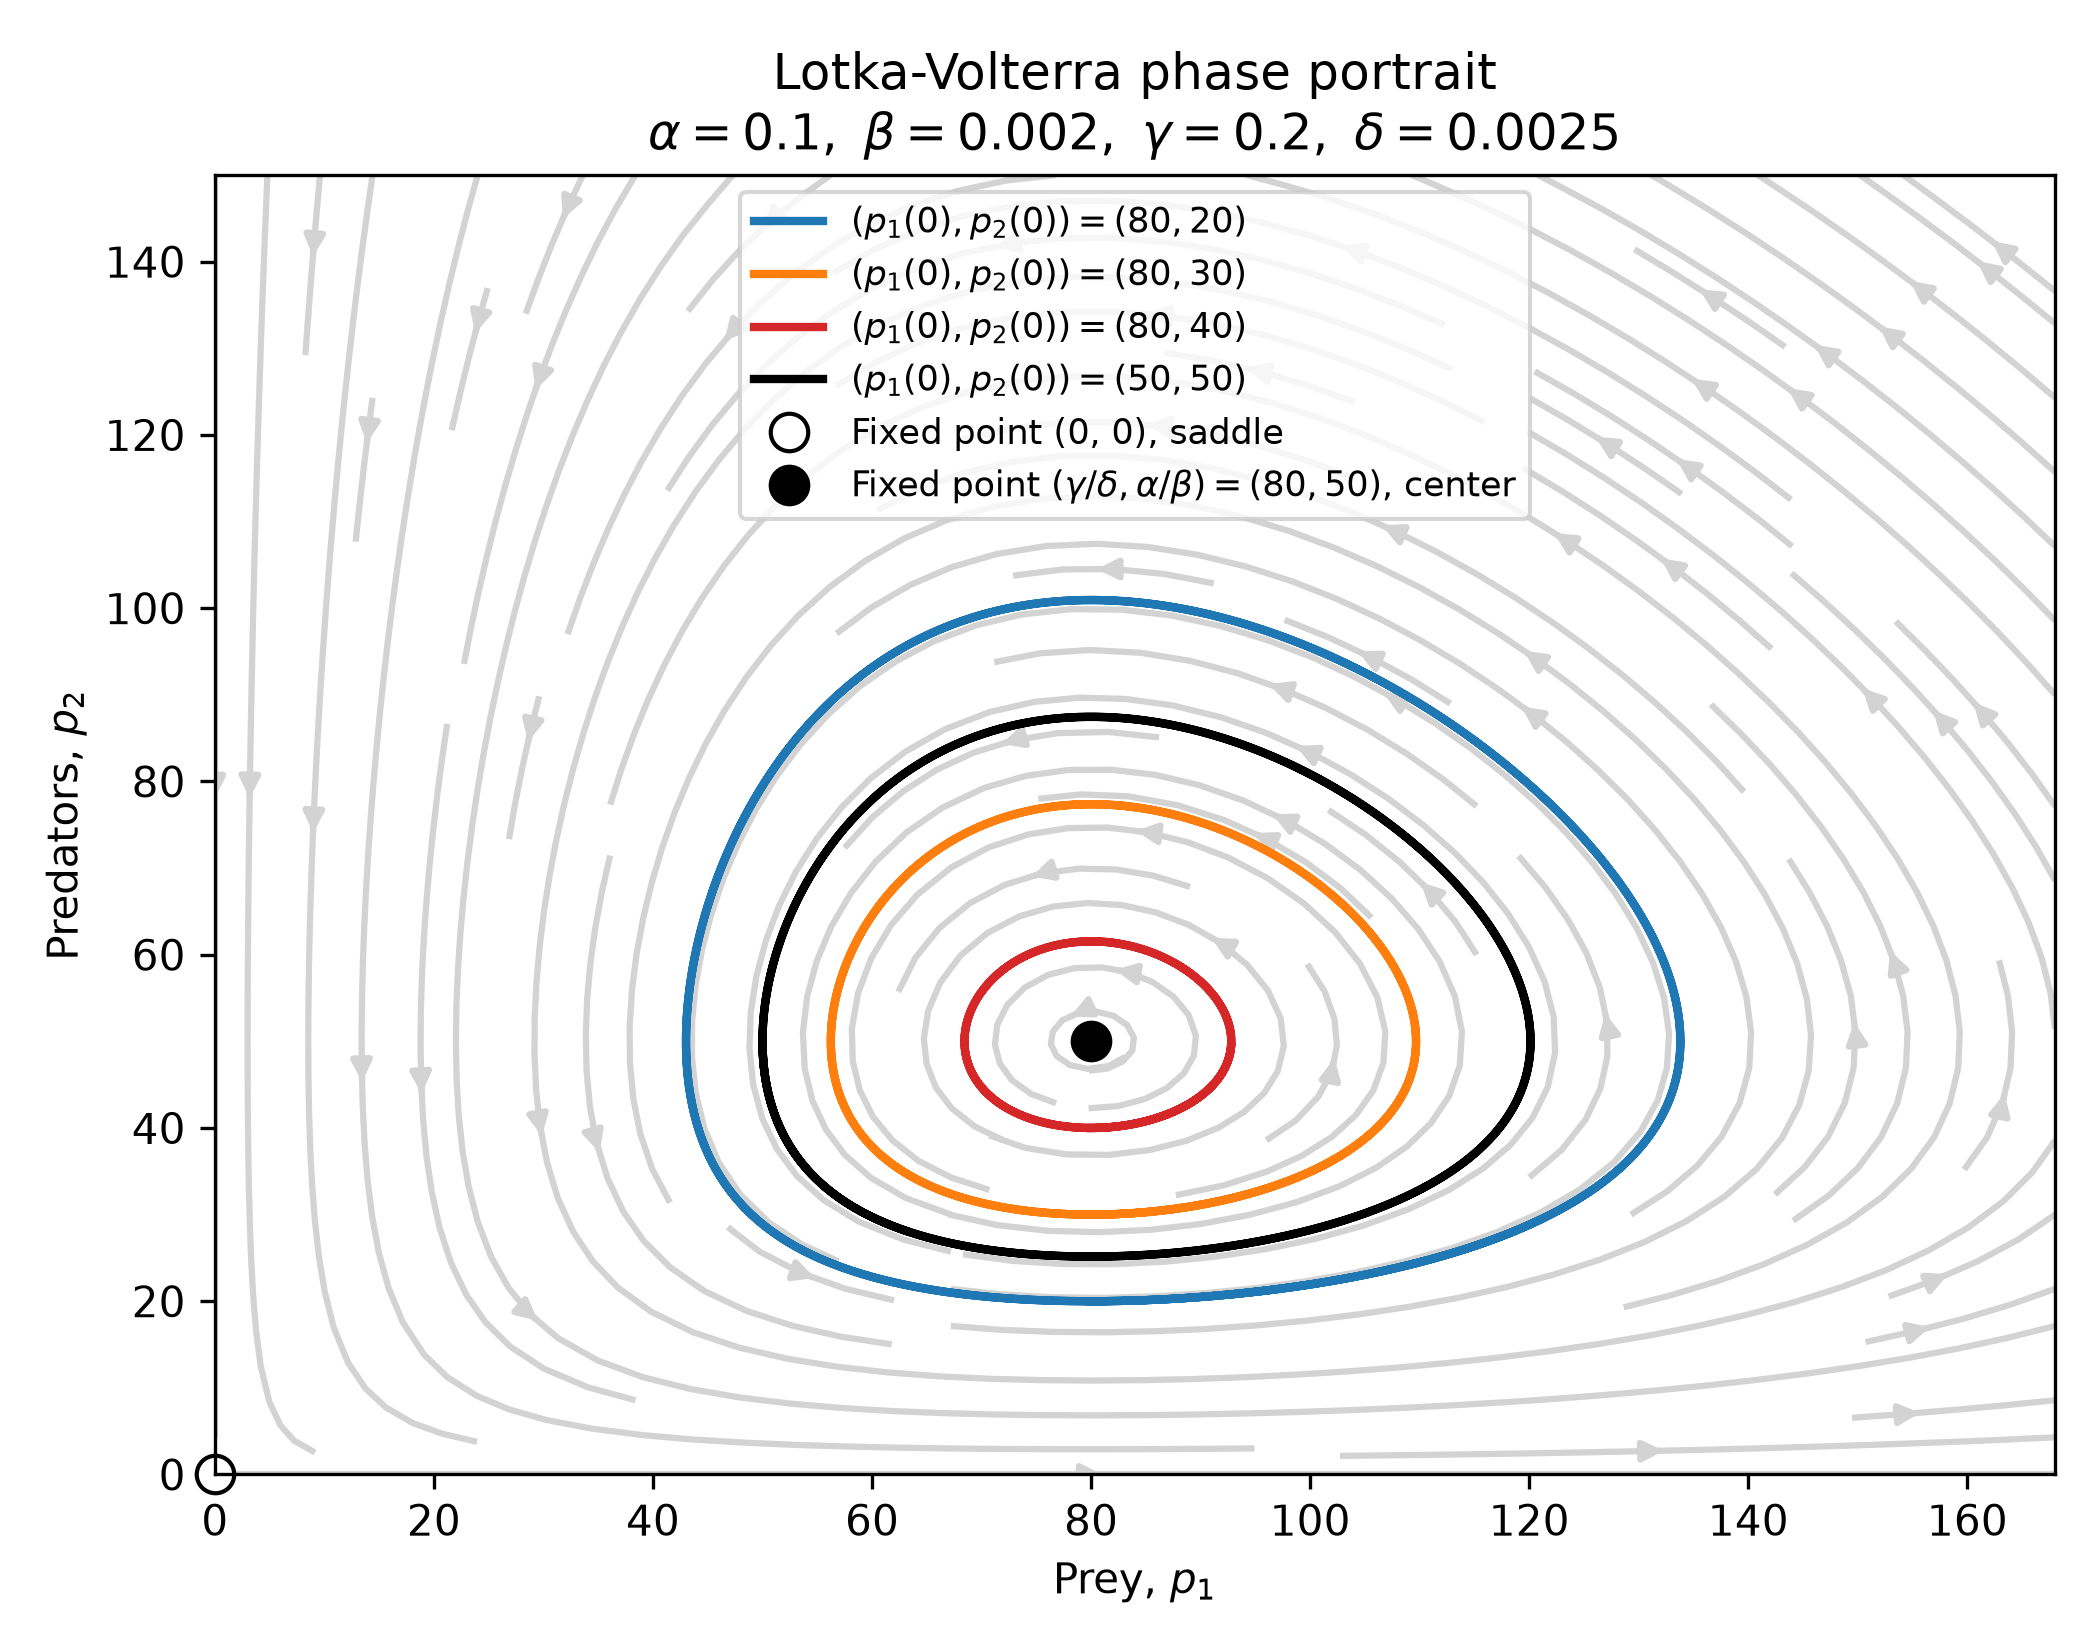 Lotka-Volterra phase portrait
α = 0.1, β = 0.002, γ = 0.2, δ = 0.0025
(p₁(0), p₂(0)) = (80, 20)
(p₁(0), p₂(0)) = (80, 30)
(p₁(0), p₂(0)) = (80, 40)
(p₁(0), p₂(0)) = (50, 50)
Fixed point (0, 0), saddle
Fixed point (γ/δ, α/β) = (80, 50), center
Predators, p₂
140
120
100
80
60
40
20
0
0 20 40 60 80 100 120 140 160
Prey, p₁